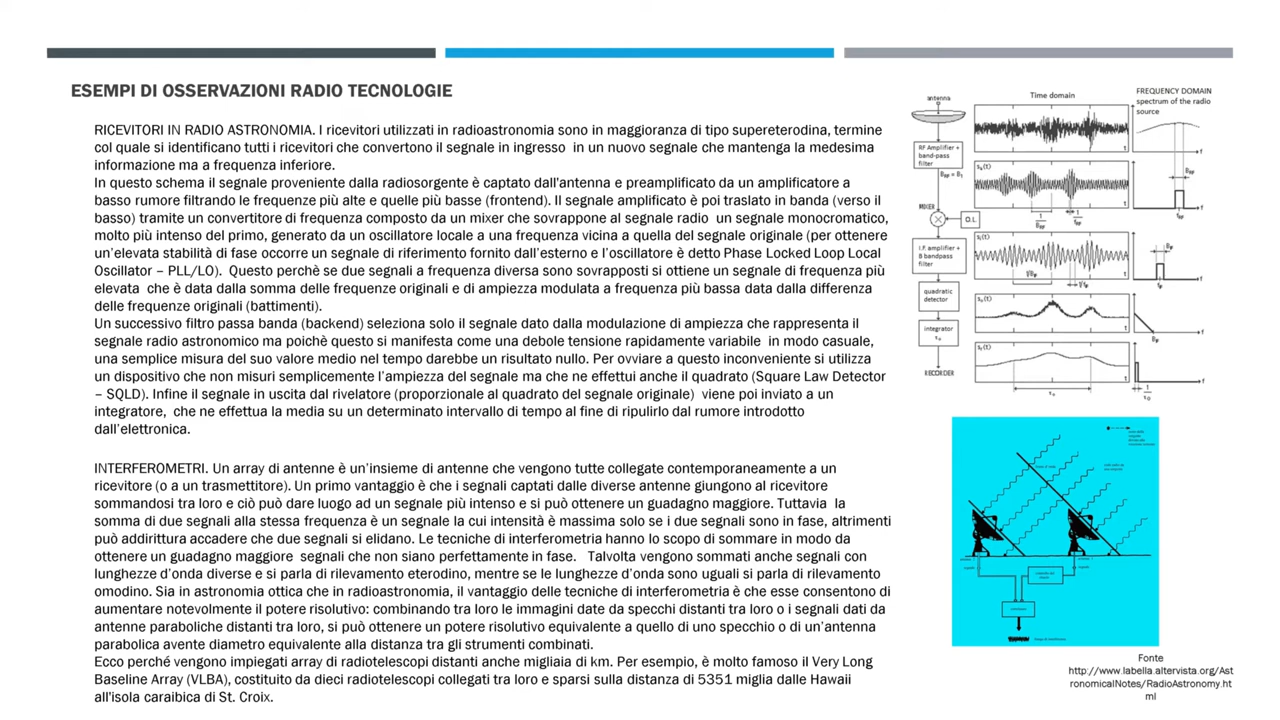 ESEMPI DI OSSERVAZIONI RADIO TECNOLOGIE
RICEVITORI IN RADIO ASTRONOMIA. I ricevitori utilizzati in radioastronomia sono in maggioranza di tipo supereterodina, termine
col quale si identificano tutti i ricevitori che convertono il segnale in ingresso in un nuovo segnale che mantenga la medesima
informazione ma a frequenza inferiore.
In questo schema il segnale proveniente dalla radiosorgente è captato dall'antenna e preamplificato da un amplificatore a
basso rumore filtrando le frequenze più alte e quelle più basse (frontend). Il segnale amplificato è poi traslato in banda (verso il
basso) tramite un convertitore di frequenza composto da un mixer che sovrappone al segnale radio un segnale monocromatico,
molto più intenso del primo, generato da un oscillatore locale a una frequenza vicina a quella del segnale originale (per ottenere
un'elevata stabilità di fase occorre un segnale di riferimento fornito dall'esterno e l'oscillatore è detto Phase Locked Loop Local
Oscillator – PLL/LO). Questo perchè se due segnali a frequenza diversa sono sovrapposti si ottiene un segnale di frequenza più
elevata che è data dalla somma delle frequenze originali e di ampiezza modulata a frequenza più bassa data dalla differenza
delle frequenze originali (battimenti).
Un successivo filtro passa banda (backend) seleziona solo il segnale dato dalla modulazione di ampiezza che rappresenta il
segnale radio astronomico ma poichè questo si manifesta come una debole tensione rapidamente variabile in modo casuale,
una semplice misura del suo valore medio nel tempo darebbe un risultato nullo. Per ovviare a questo inconveniente si utilizza
un dispositivo che non misuri semplicemente l'ampiezza del segnale ma che ne effettui anche il quadrato (Square Law Detector
– SQLD). Infine il segnale in uscita dal rivelatore (proporzionale al quadrato del segnale originale) viene poi inviato a un
integratore, che ne effettua la media su un determinato intervallo di tempo al fine di ripulirlo dal rumore introdotto
dall'elettronica.
INTERFEROMETRI. Un array di antenne è un'insieme di antenne che vengono tutte collegate contemporaneamente a un
ricevitore (o a un trasmettitore). Un primo vantaggio è che i segnali captati dalle diverse antenne giungono al ricevitore
sommandosi tra loro e ciò può dare luogo ad un segnale più intenso e si può ottenere un guadagno maggiore. Tuttavia la
somma di due segnali alla stessa frequenza è un segnale la cui intensità è massima solo se i due segnali sono in fase, altrimenti
può addirittura accadere che due segnali si elidano. Le tecniche di interferometria hanno lo scopo di sommare in modo da
ottenere un guadagno maggiore segnali che non siano perfettamente in fase. Talvolta vengono sommati anche segnali con
lunghezze d'onda diverse e si parla di rilevamento eterodino, mentre se le lunghezze d'onda sono uguali si parla di rilevamento
omodino. Sia in astronomia ottica che in radioastronomia, il vantaggio delle tecniche di interferometria è che esse consentono di
aumentare notevolmente il potere risolutivo: combinando tra loro le immagini date da specchi distanti tra loro o i segnali dati da
antenne paraboliche distanti tra loro, si può ottenere un potere risolutivo equivalente a quello di uno specchio o di un'antenna
parabolica avente diametro equivalente alla distanza tra gli strumenti combinati.
Ecco perché vengono impiegati array di radiotelescopi distanti anche migliaia di km. Per esempio, è molto famoso il Very Long
Baseline Array (VLBA), costituito da dieci radiotelescopi collegati tra loro e sparsi sulla distanza di 5351 miglia dalle Hawaii
all'isola caraibica di St. Croix.
antenna
Time domain
FREQUENCY DOMAIN
spectrum of the radio
source
RF Amplifier +
band-pass
filter
MIXER
O.L
I.F. amplifier +
B bandpass
filter
quadratic
detector
integrator
RECORDER
Fonte
http://www.labella.altervista.org/Ast
ronomicalNotes/RadioAstronomy.ht
ml